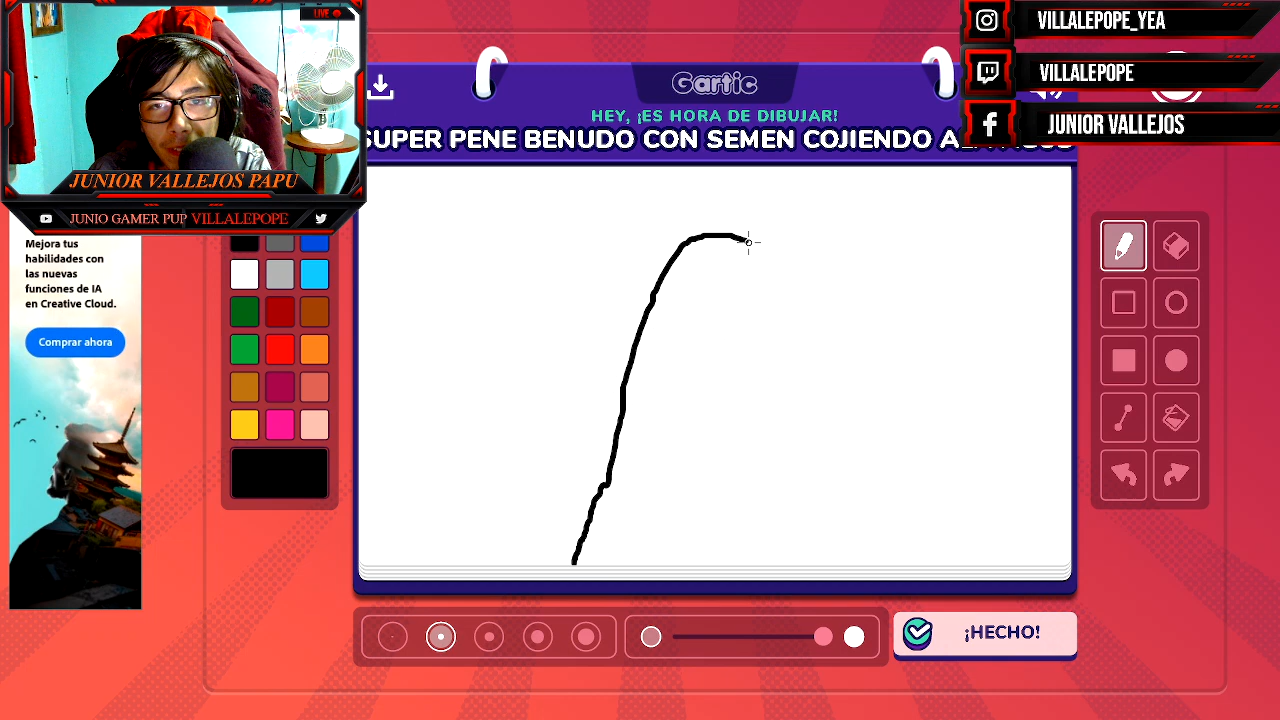 LIVE
VILLALEPOPE_YEA
VILLALEPOPE
JUNIOR VALLEJOS
Gartic
HEY, ¡ES HORA DE DIBUJAR!
SUPER PENE BENUDO CON SEMEN COJIENDO
JUNIOR VALLEJOS PAPU
JUNIO GAMER PUP VILLALEPOPE
Mejora tus
habilidades con
las nuevas
funciones de IA
en Creative Cloud.
Comprar ahora
¡HECHO!